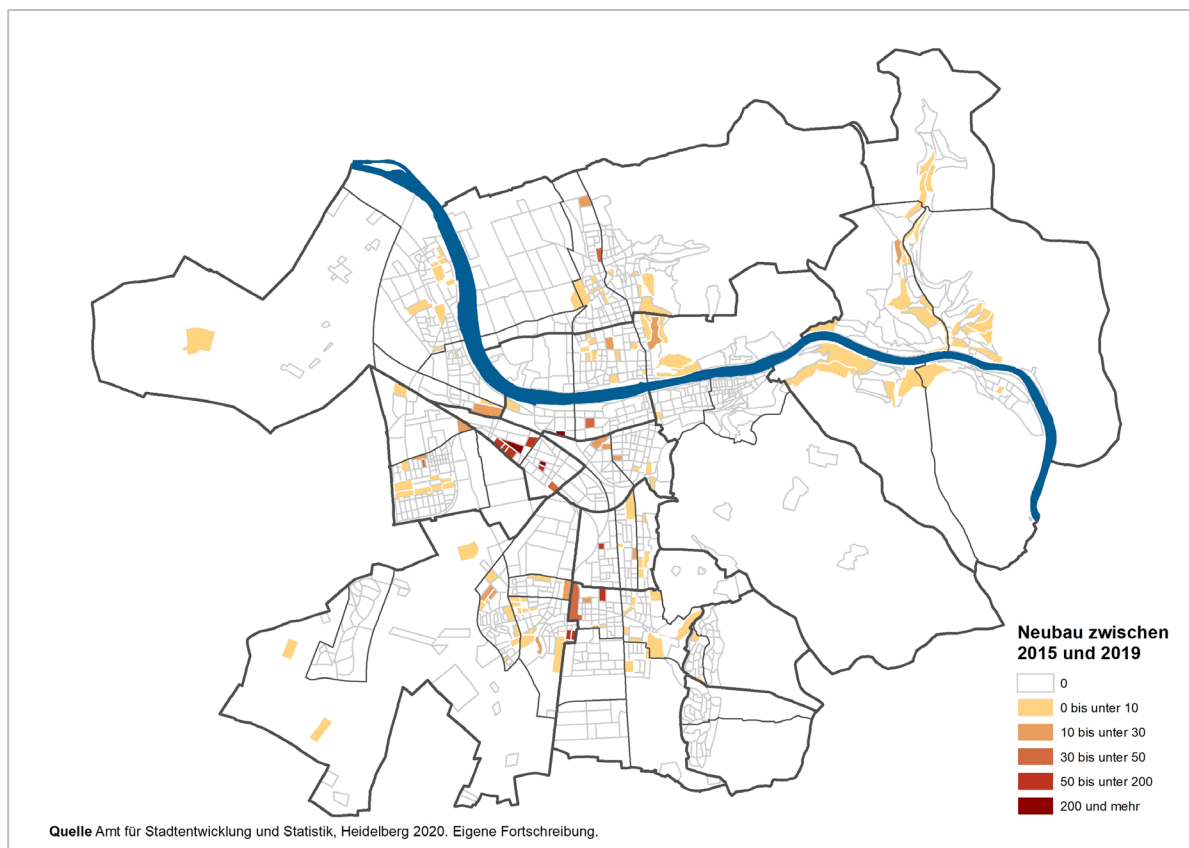 Neubau zwischen
2015 und 2019
0
0 bis unter 10
10 bis unter 30
30 bis unter 50
50 bis unter 200
200 und mehr
Quelle Amt für Stadtentwicklung und Statistik, Heidelberg 2020. Eigene Fortschreibung.